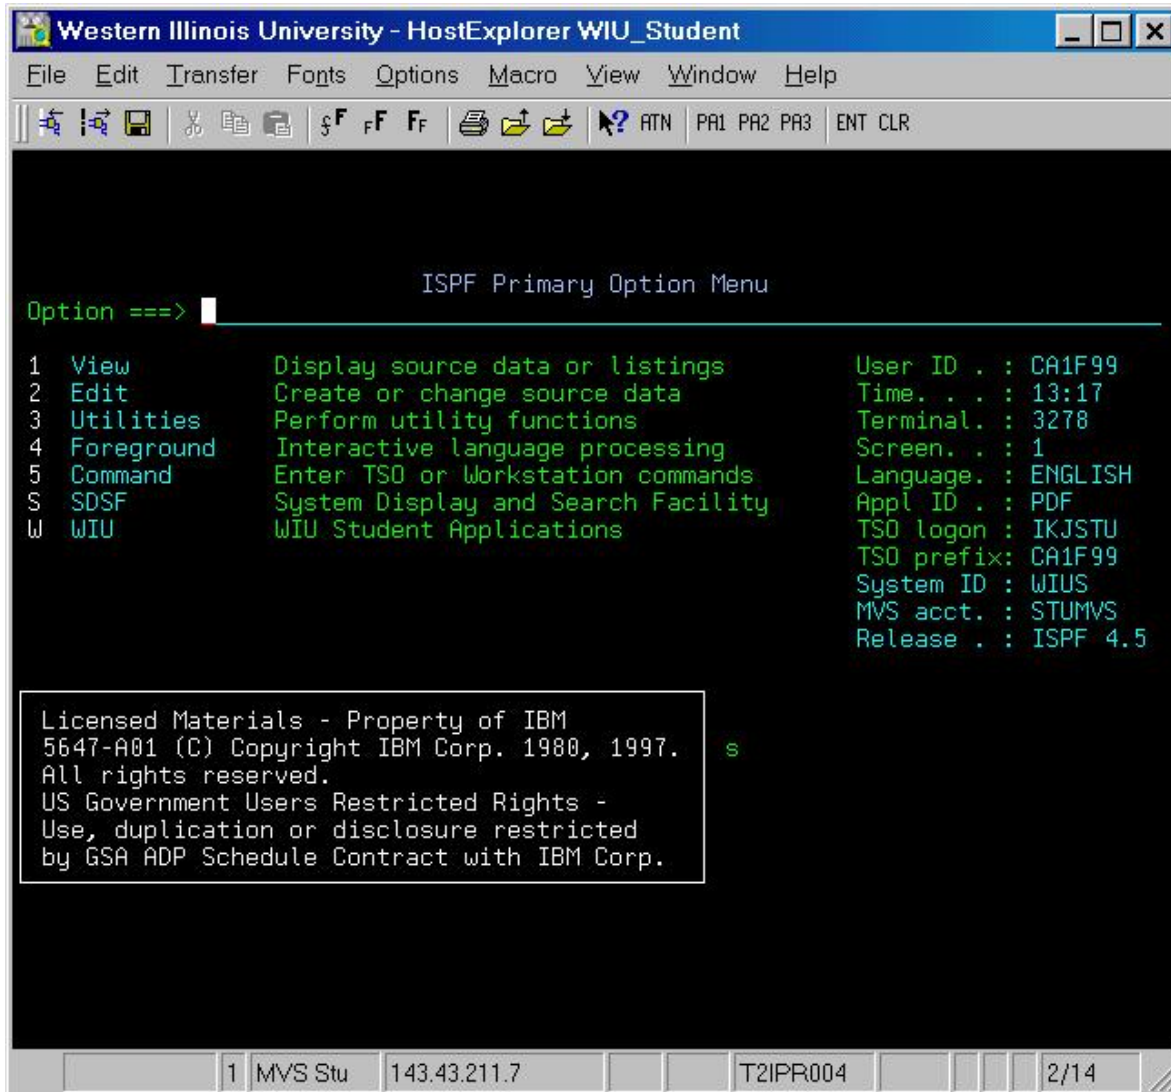 Western Illinois University - HostExplorer WIU_Student
File Edit Transfer Fonts Options Macro View Window Help
ATN PA1 PA2 PA3 ENT CLR
ISPF Primary Option Menu
Option ===>
1 View Display source data or listings User ID . : CA1F99
2 Edit Create or change source data Time. . . : 13:17
3 Utilities Perform utility functions Terminal. : 3278
4 Foreground Interactive language processing Screen. . : 1
5 Command Enter TSO or Workstation commands Language. : ENGLISH
S SDSF System Display and Search Facility Appl ID . : PDF
W WIU WIU Student Applications TSO logon : IKJSTU
TSO prefix: CA1F99
System ID : WIUS
MVS acct. : STUMVS
Release . : ISPF 4.5
Licensed Materials - Property of IBM
5647-A01 (C) Copyright IBM Corp. 1980, 1997. s
All rights reserved.
US Government Users Restricted Rights -
Use, duplication or disclosure restricted
by GSA ADP Schedule Contract with IBM Corp.
1 MVS Stu 143.43.211.7 T2IPR004 2/14